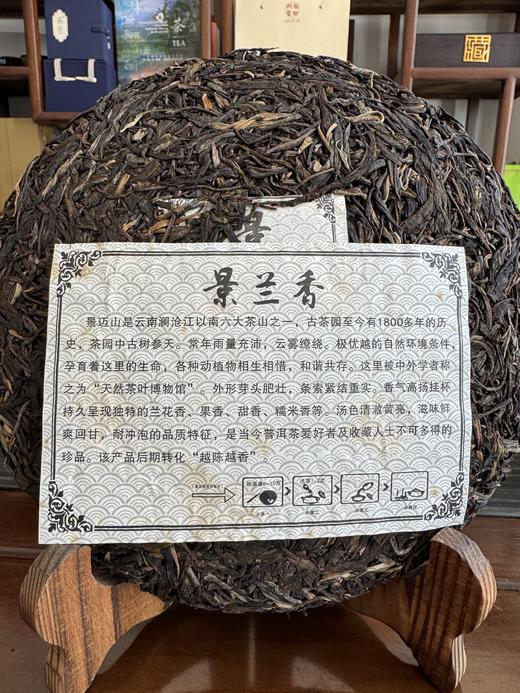 茶
TEA
藏
喜
景兰香
景迈山是云南澜沧江以南六大茶山之一，古茶园至今有1800多年的历
史，茶园中古树参天。常年雨量充沛，云雾缭绕。极优越的自然环境条件，
孕育着这里的生命，各种动植物相生相惜，和谐共存。这里被中外学者称
之为“天然茶叶博物馆”。外形芽头肥壮，条索紧结重实。香气高扬挂杯
持久呈现独特的兰花香、果香、甜香、糯米香等。汤色清澈黄亮，滋味鲜
爽回甘，耐冲泡的品质特征，是当今普洱茶爱好者及收藏人士不可多得的
珍品。该产品后期转化“越陈越香”